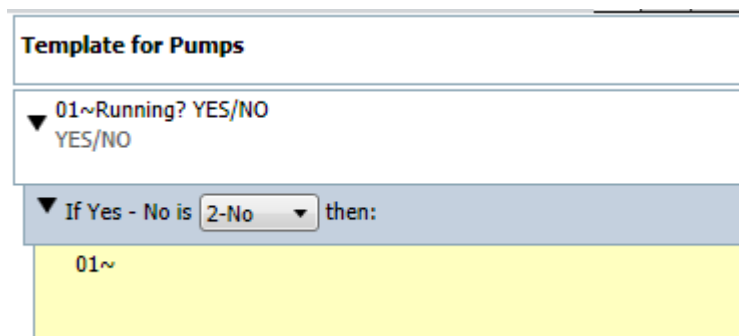 Template for Pumps
01~Running? YES/NO
YES/NO
If Yes - No is 2-No then:
01~